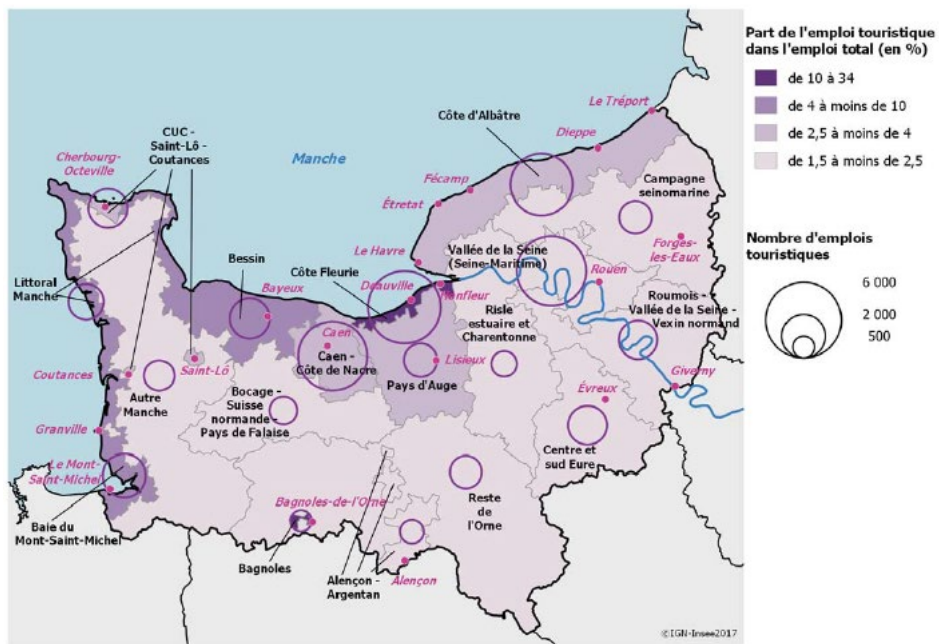 Part de l'emploi touristique
dans l'emploi total (en %)
de 10 à 34
de 4 à moins de 10
de 2,5 à moins de 4
de 1,5 à moins de 2,5
Nombre d'emplois
touristiques
6 000
2 000
500
Le Tréport
Côte d'Albâtre
Dieppe
CUC -
Saint-Lô -
Coutances
Cherbourg-
Octeville
Manche
Fécamp
Campagne
seinomarine
Étretat
Le Havre
Vallée de la Seine
(Seine-Maritime)
Forges-
les-Eaux
Bessin
Côte Fleurie
Littoral
Manche
Bayeux
Deauville
Honfleur
Rouen
Roumois -
Vallée de la Seine -
Vexin normand
Risle
estuaire et
Charentonne
Caen
Caen -
Côte de Nacre
Lisieux
Pays d'Auge
Coutances
Saint-Lô
Giverny
Autre
Manche
Bocage -
Suisse
normande -
Pays de Falaise
Évreux
Granville
Centre et
sud Eure
Le Mont-
Saint-Michel
Bagnoles-de-l'Orne
Reste
de l'Orne
Baie du
Mont-Saint-Michel
Bagnoles
Alençon -
Argentan
Alençon
©IGN-Insee2017